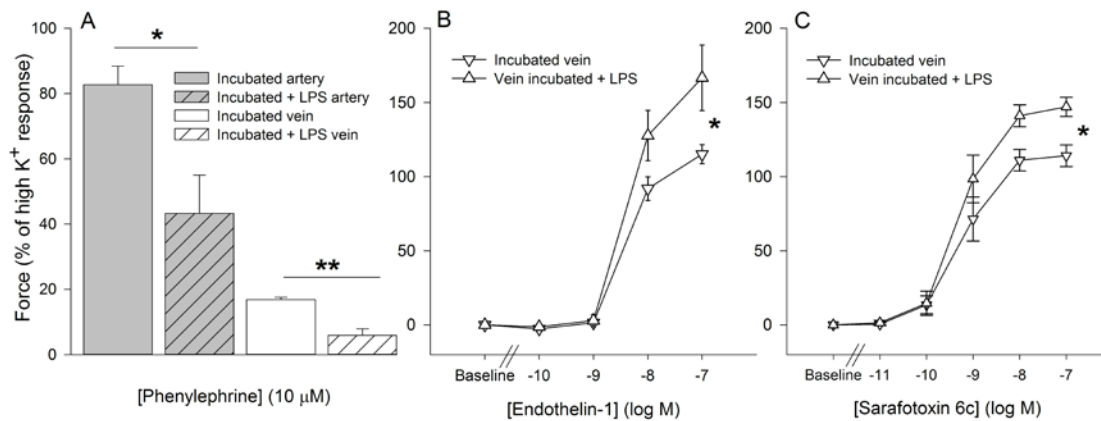 A
Force (% of high K⁺ response)
100
80
60
40
20
0
*
**
Incubated artery
Incubated + LPS artery
Incubated vein
Incubated + LPS vein
[Phenylephrine] (10 μM)
B
200
150
100
50
0
Incubated vein
Vein incubated + LPS
*
Baseline -10 -9 -8 -7
[Endothelin-1] (log M)
C
200
150
100
50
0
Incubated vein
Vein incubated + LPS
*
Baseline -11 -10 -9 -8 -7
[Sarafotoxin 6c] (log M)